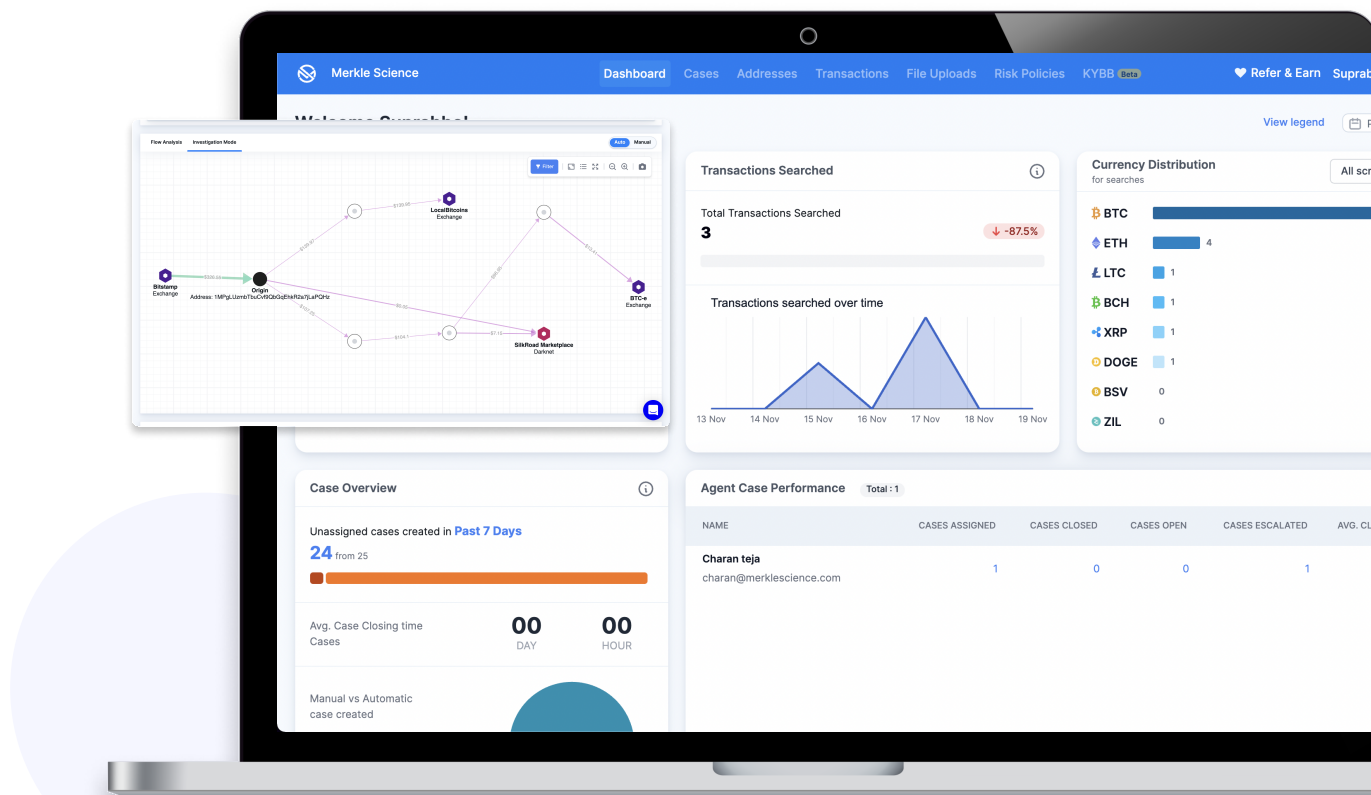 Merkle Science
Dashboard
Cases
Addresses
Transactions
File Uploads
Risk Policies
KYBB Beta
Refer & Earn
View legend
Flow Analysis
Investigation Mode
Auto
Manual
Filter
LocalBitcoins
Exchange
Bitstamp
Exchange
Origin
BTC-e
Exchange
SilkRoad Marketplace
Darknet
Transactions Searched
Total Transactions Searched
3
-87.5%
Transactions searched over time
13 Nov
14 Nov
15 Nov
16 Nov
17 Nov
18 Nov
19 Nov
Currency Distribution
for searches
BTC
ETH 4
LTC 1
BCH 1
XRP 1
DOGE 1
BSV 0
ZIL 0
Case Overview
Unassigned cases created in Past 7 Days
24 from 25
Avg. Case Closing time
Cases
00
DAY
00
HOUR
Manual vs Automatic
case created
Agent Case Performance
Total : 1
NAME
CASES ASSIGNED
CASES CLOSED
CASES OPEN
CASES ESCALATED
Charan teja
charan@merklescience.com
1
0
0
1